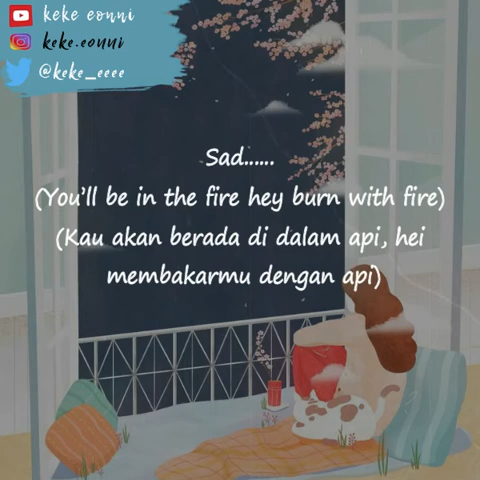 keke eonni
keke.eonni
@keke_eeee
Sad......
(You'll be in the fire hey burn with fire)
(Kau akan berada di dalam api, hei
membakarmu dengan api)